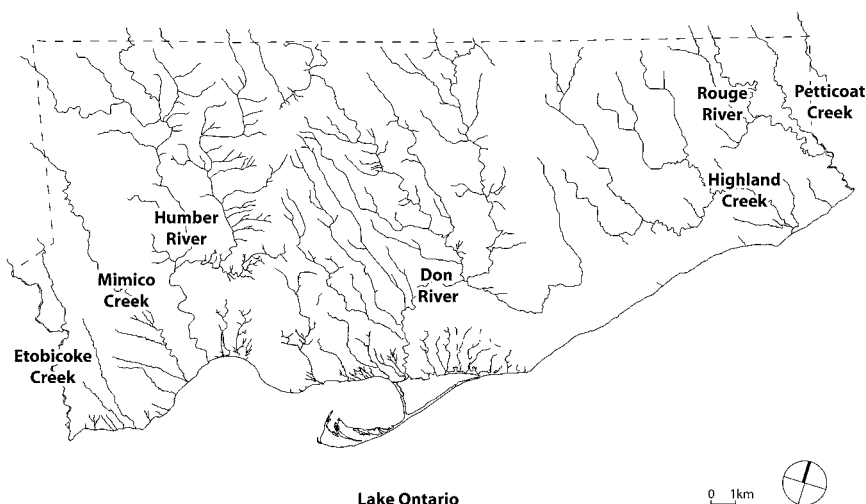 Rouge
River
Petticoat
Creek
Highland
Creek
Humber
River
Don
River
Mimico
Creek
Etobicoke
Creek
Lake Ontario
0 1km